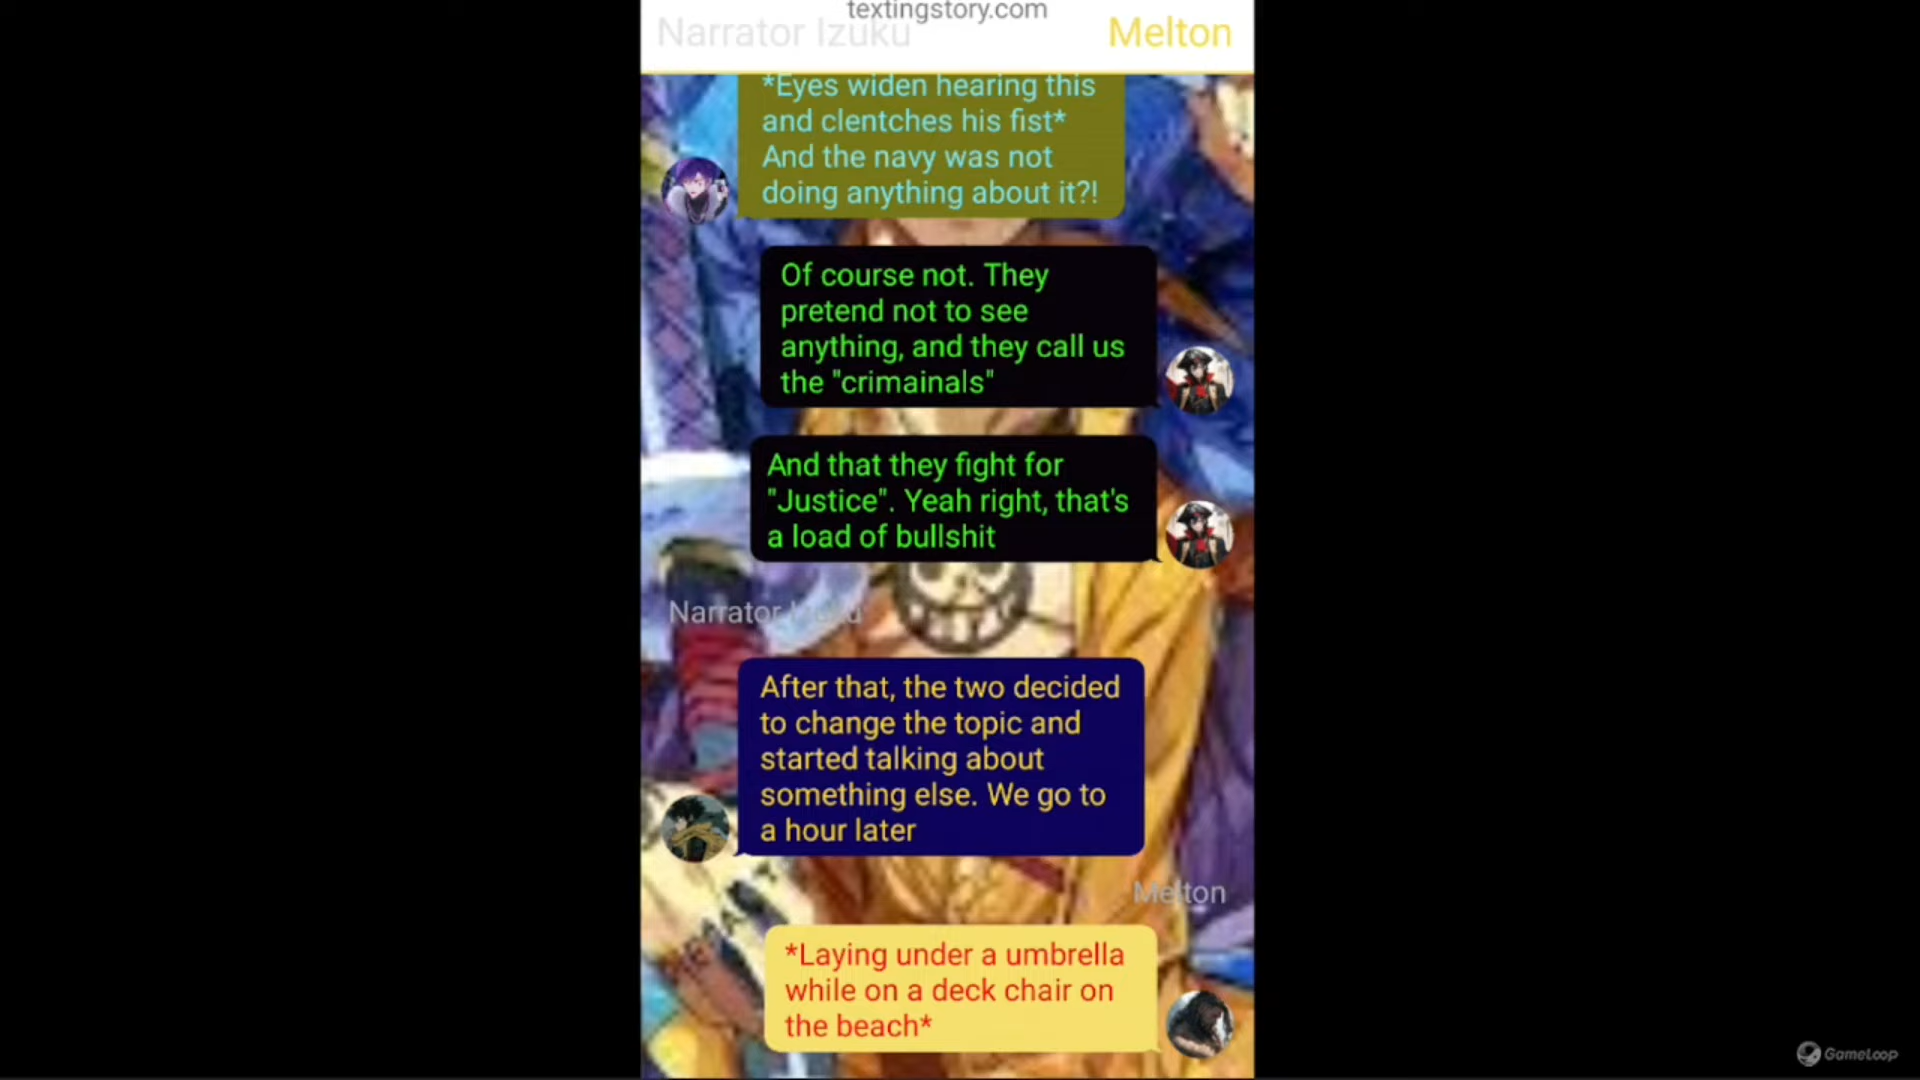 textingstory.com
Narrator Izuku
Melton
*Eyes widen hearing this
and clentches his fist*
And the navy was not
doing anything about it?!
Of course not. They
pretend not to see
anything, and they call us
the "crimainals"
And that they fight for
"Justice". Yeah right, that's
a load of bullshit
Narrator Izuku
After that, the two decided
to change the topic and
started talking about
something else. We go to
a hour later
Melton
*Laying under a umbrella
while on a deck chair on
the beach*
GameLoop